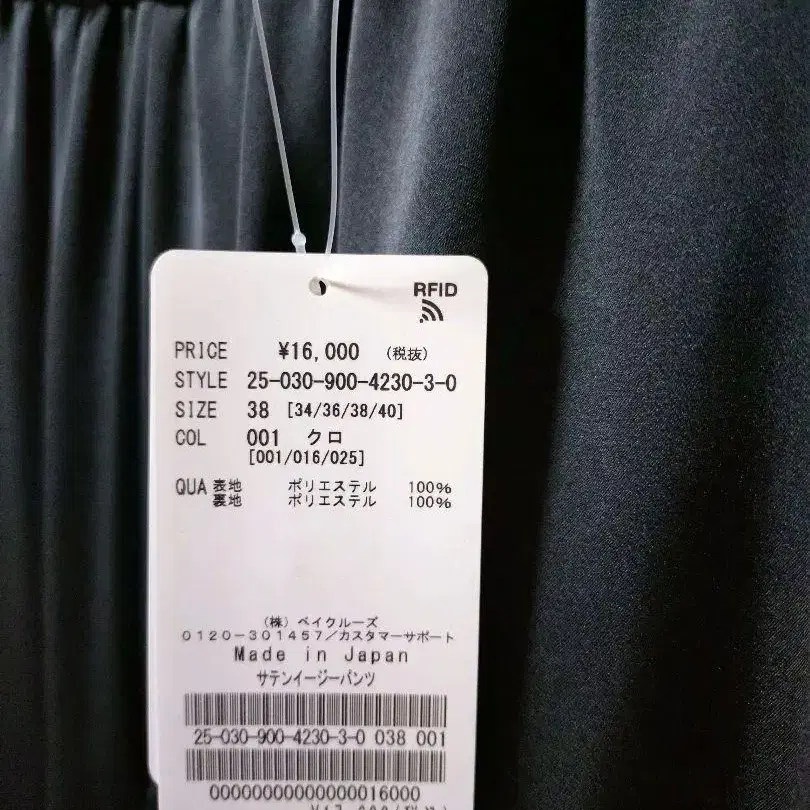 RFID
PRICE ¥16,000 (税抜)
STYLE 25-030-900-4230-3-0
SIZE 38 [34/36/38/40]
COL 001 クロ
[001/016/025]
QUA 表地 ポリエステル 100%
裏地 ポリエステル 100%
(株) ベイクルーズ
0120-301457/カスタマーサポート
Made in Japan
サテンイージーパンツ
25-030-900-4230-3-0 038 001
00000000000000016000